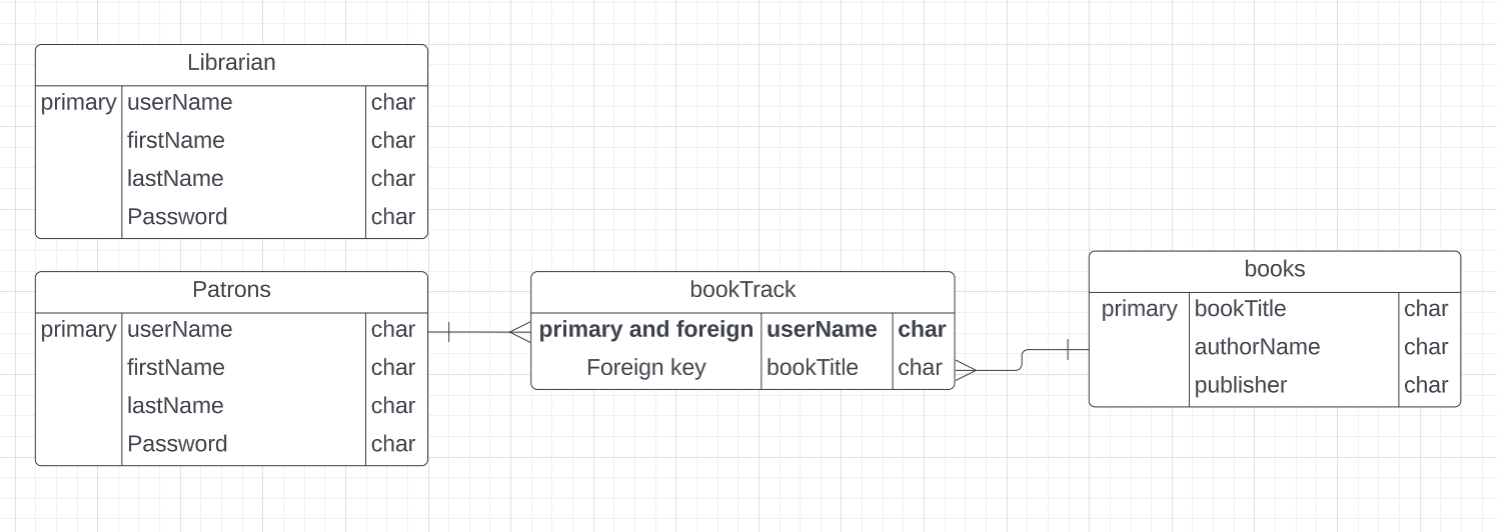 Librarian
primary userName char
firstName char
lastName char
Password char
Patrons
primary userName char
firstName char
lastName char
Password char
bookTrack
primary and foreign userName char
Foreign key bookTitle char
books
primary bookTitle char
authorName char
publisher char